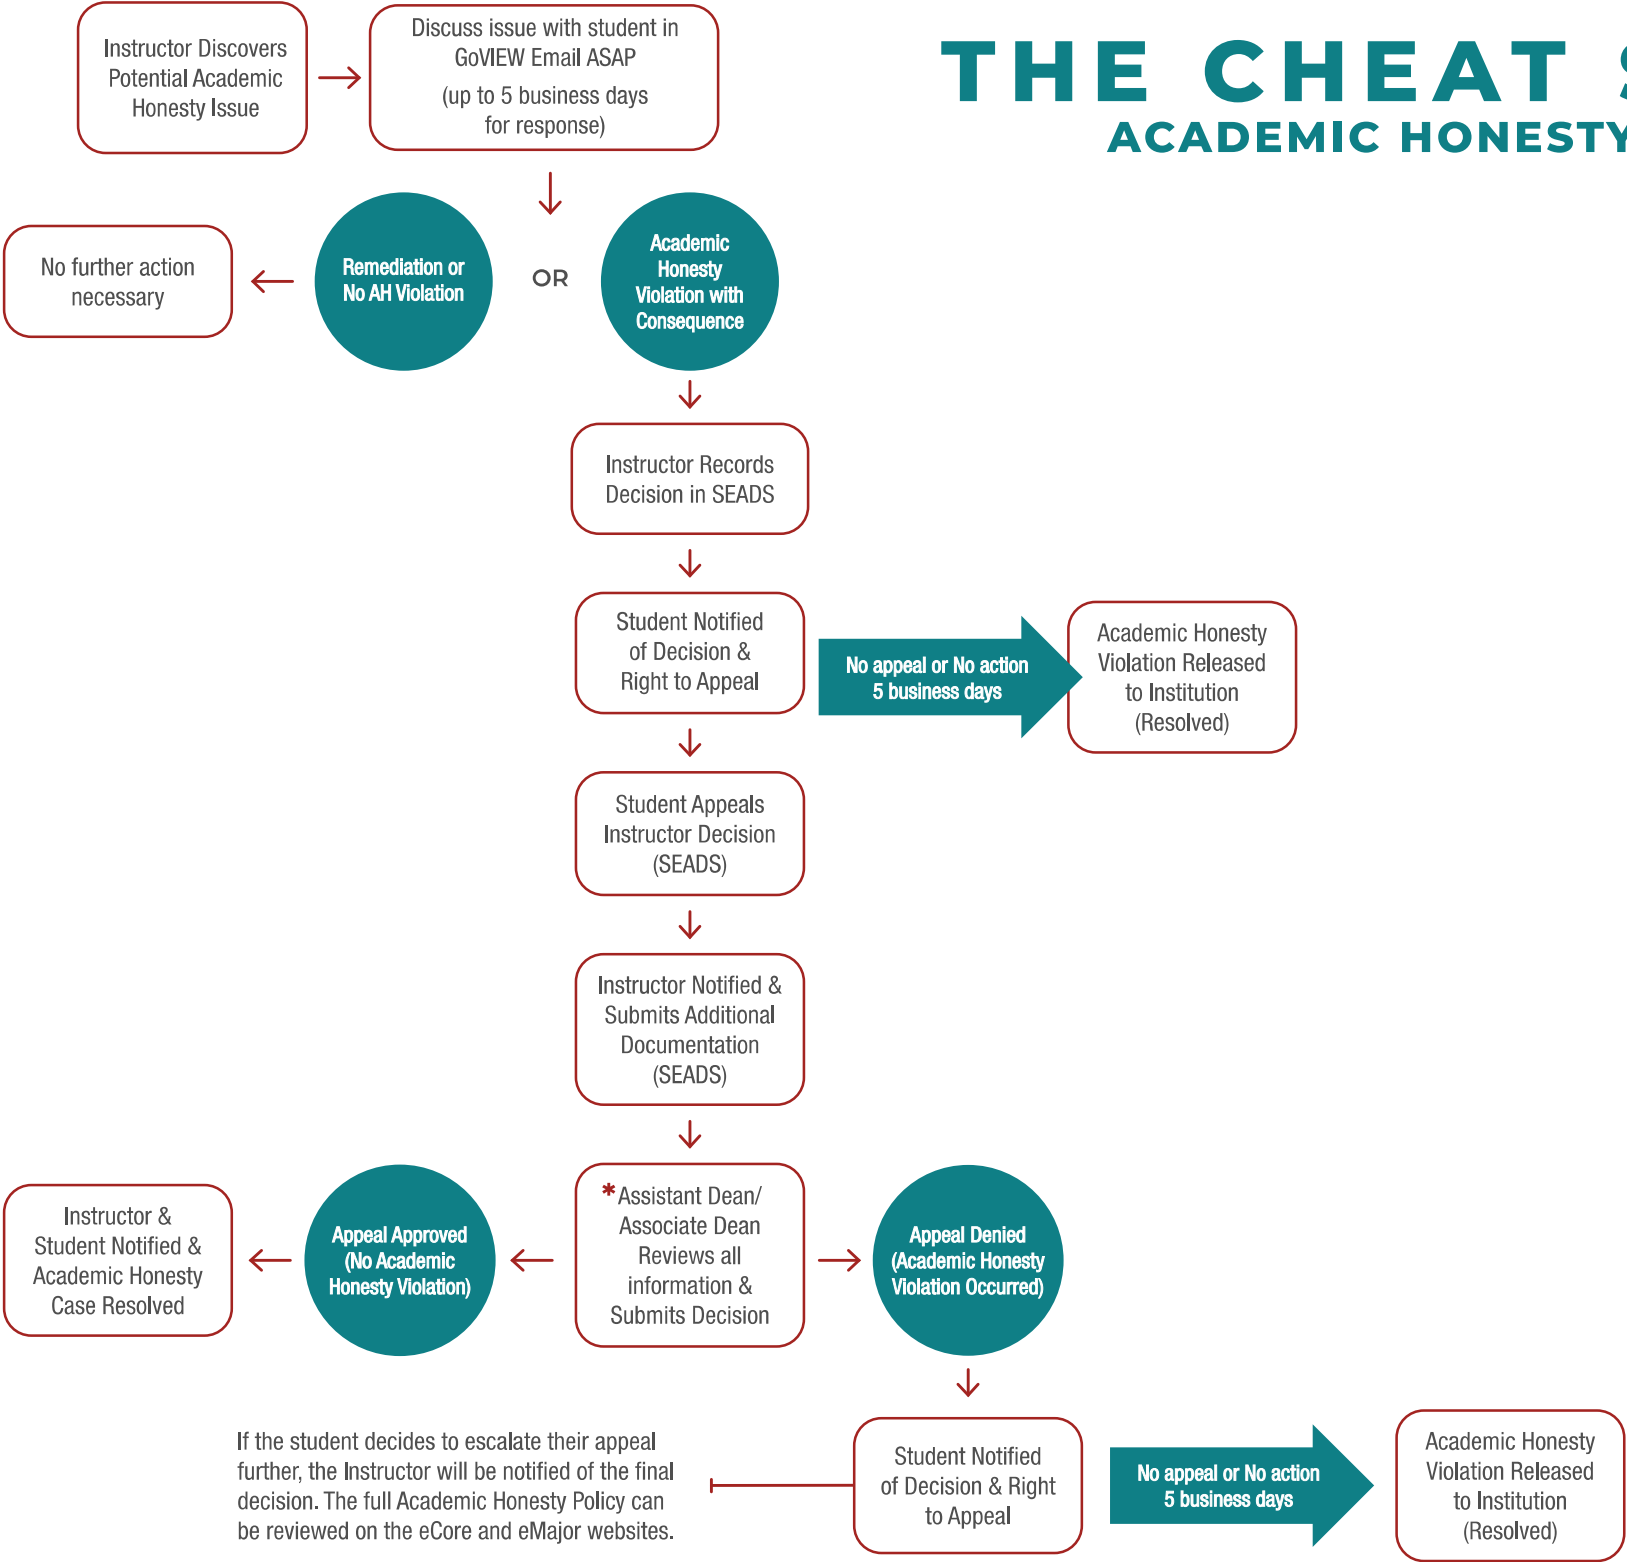 Instructor Discovers
Potential Academic
Honesty Issue
Discuss issue with student in
GoVIEW Email ASAP
(up to 5 business days
for response)
THE CHEAT
ACADEMIC HONESTY
No further action
necessary
Remediation or
No AH Violation
OR
Academic
Honesty
Violation with
Consequence
Instructor Records
Decision in SEADS
Student Notified
of Decision &
Right to Appeal
No appeal or No action
5 business days
Academic Honesty
Violation Released
to Institution
(Resolved)
Student Appeals
Instructor Decision
(SEADS)
Instructor Notified &
Submits Additional
Documentation
(SEADS)
Instructor &
Student Notified &
Academic Honesty
Case Resolved
Appeal Approved
(No Academic
Honesty Violation)
*Assistant Dean/
Associate Dean
Reviews all
information &
Submits Decision
Appeal Denied
(Academic Honesty
Violation Occurred)
If the student decides to escalate their appeal
further, the Instructor will be notified of the final
decision. The full Academic Honesty Policy can
be reviewed on the eCore and eMajor websites.
Student Notified
of Decision & Right
to Appeal
No appeal or No action
5 business days
Academic Honesty
Violation Released
to Institution
(Resolved)